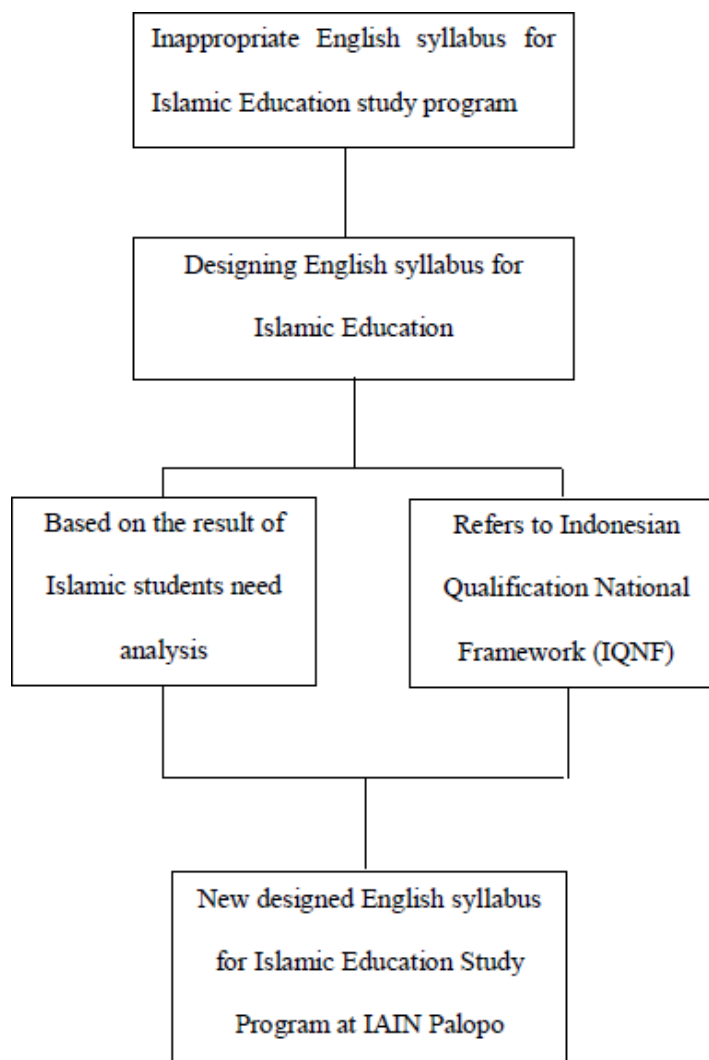 Inappropriate English syllabus for
Islamic Education study program
Designing English syllabus for
Islamic Education
Based on the result of
Islamic students need
analysis
Refers to Indonesian
Qualification National
Framework (IQNF)
New designed English syllabus
for Islamic Education Study
Program at IAIN Palopo